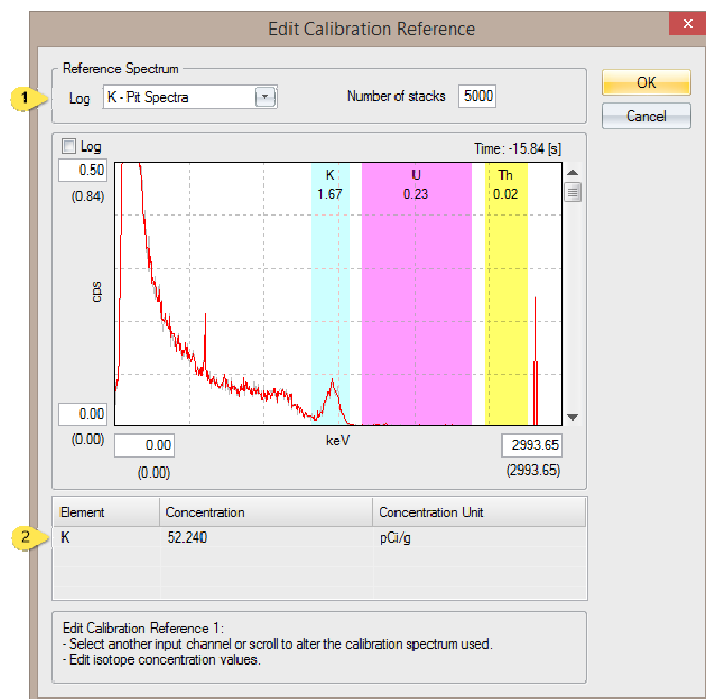 Edit Calibration Reference
Reference Spectrum
1
Log K - Pit Spectra Number of stacks 5000
OK
Cancel
Log Time: -15.84 [s]
0.50
(0.84)
K U Th
1.67 0.23 0.02
cps
0.00
(0.00)
0.00 keV 2993.65
(0.00) (2993.65)
Element Concentration Concentration Unit
2
K 52.240 pCi/g
Edit Calibration Reference 1:
- Select another input channel or scroll to alter the calibration spectrum used.
- Edit isotope concentration values.